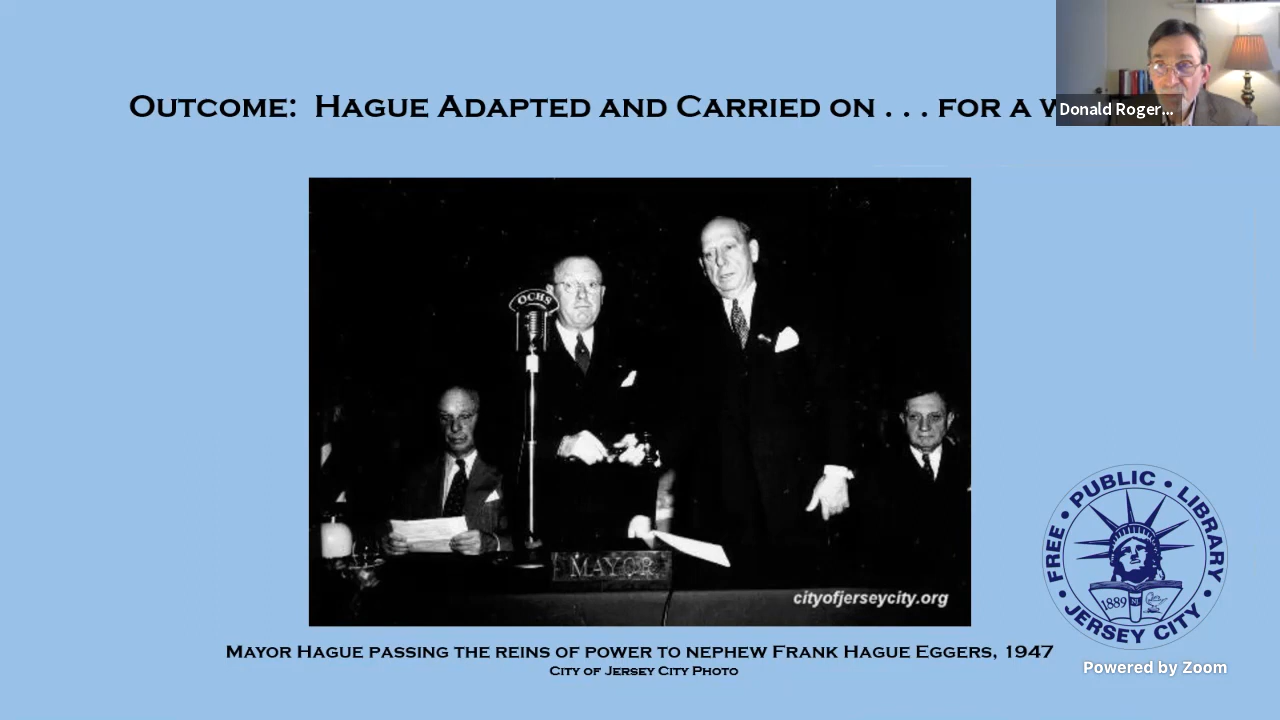 Outcome: Hague Adapted and Carried on . . . for a
Donald Roger...
OCHS
MAYOR
cityofjerseycity.org
Mayor Hague passing the reins of power to nephew Frank Hague Eggers, 1947
City of Jersey City Photo
FREE • PUBLIC • LIBRARY
1889 NJ
• JERSEY CITY •
Powered by Zoom